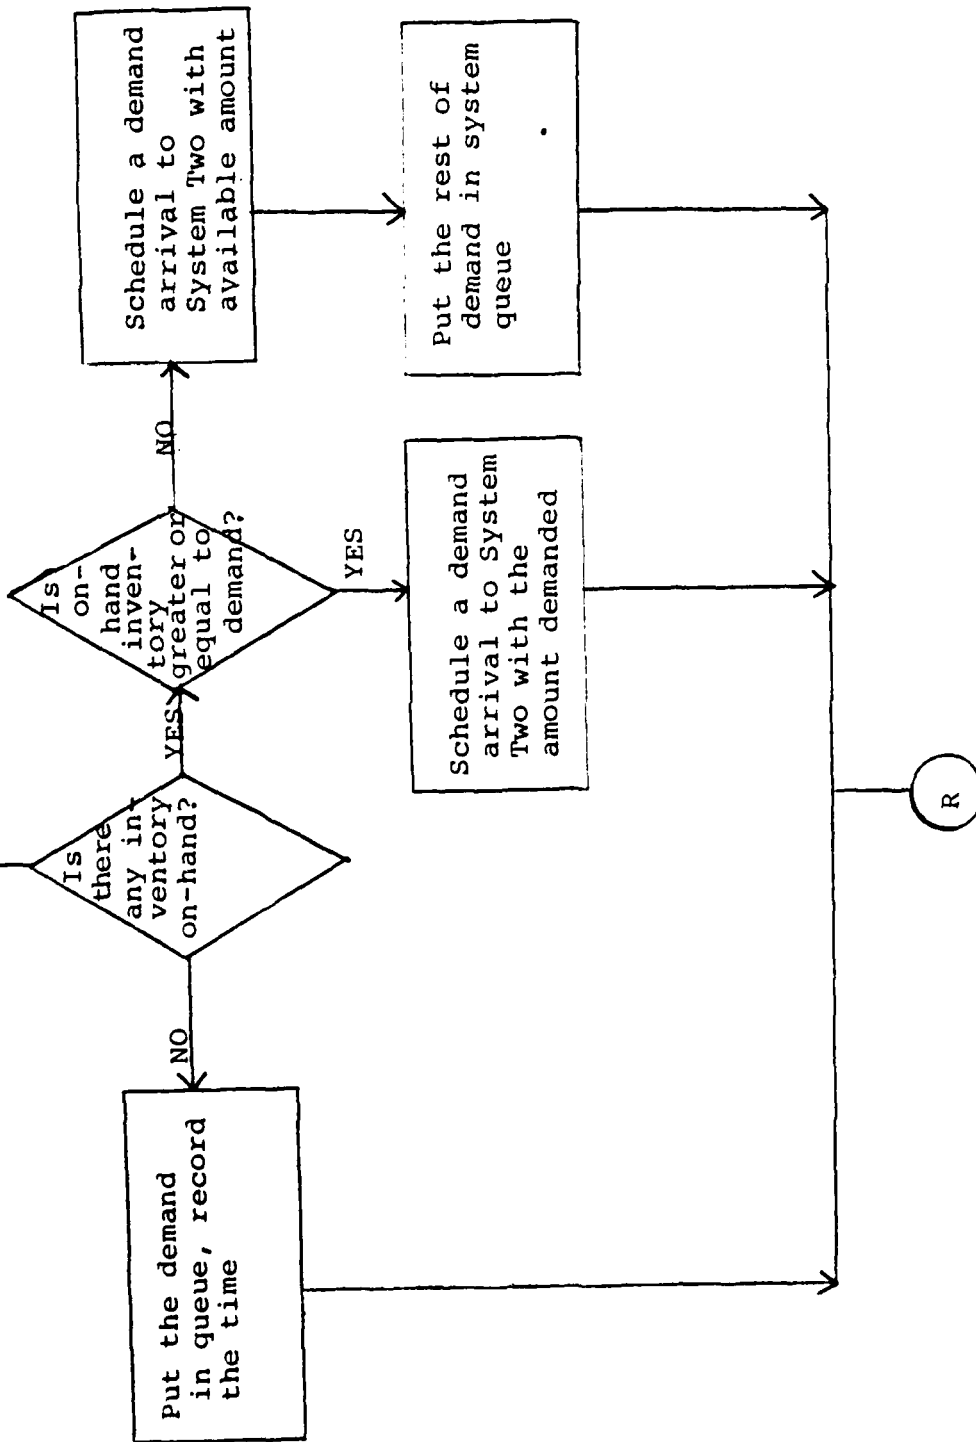 Is
there
any in-
ventory
on-hand?
NO
YES
Put the demand
in queue, record
the time
Is
on-
hand
inven-
tory
greater or
equal to
demand?
NO
YES
Schedule a demand
arrival to
System Two with
available amount
Put the rest of
demand in system
queue
Schedule a demand
arrival to System
Two with the
amount demanded
R